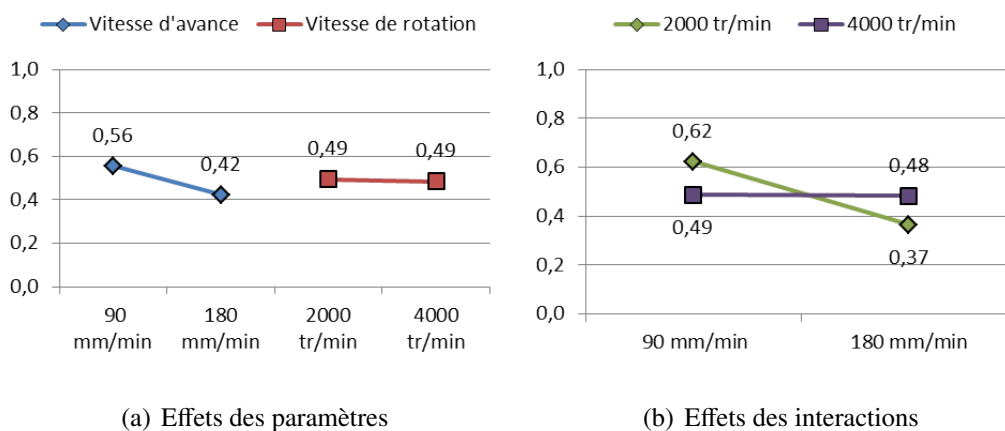 Vitesse d'avance Vitesse de rotation
1,0
0,8
0,6
0,4
0,2
0,0
0,56
0,42
0,49
0,49
90 mm/min
180 mm/min
2000 tr/min
4000 tr/min
(a) Effets des paramètres
2000 tr/min 4000 tr/min
1,0
0,8
0,6
0,4
0,2
0,0
0,62
0,48
0,49
0,37
90 mm/min
180 mm/min
(b) Effets des interactions